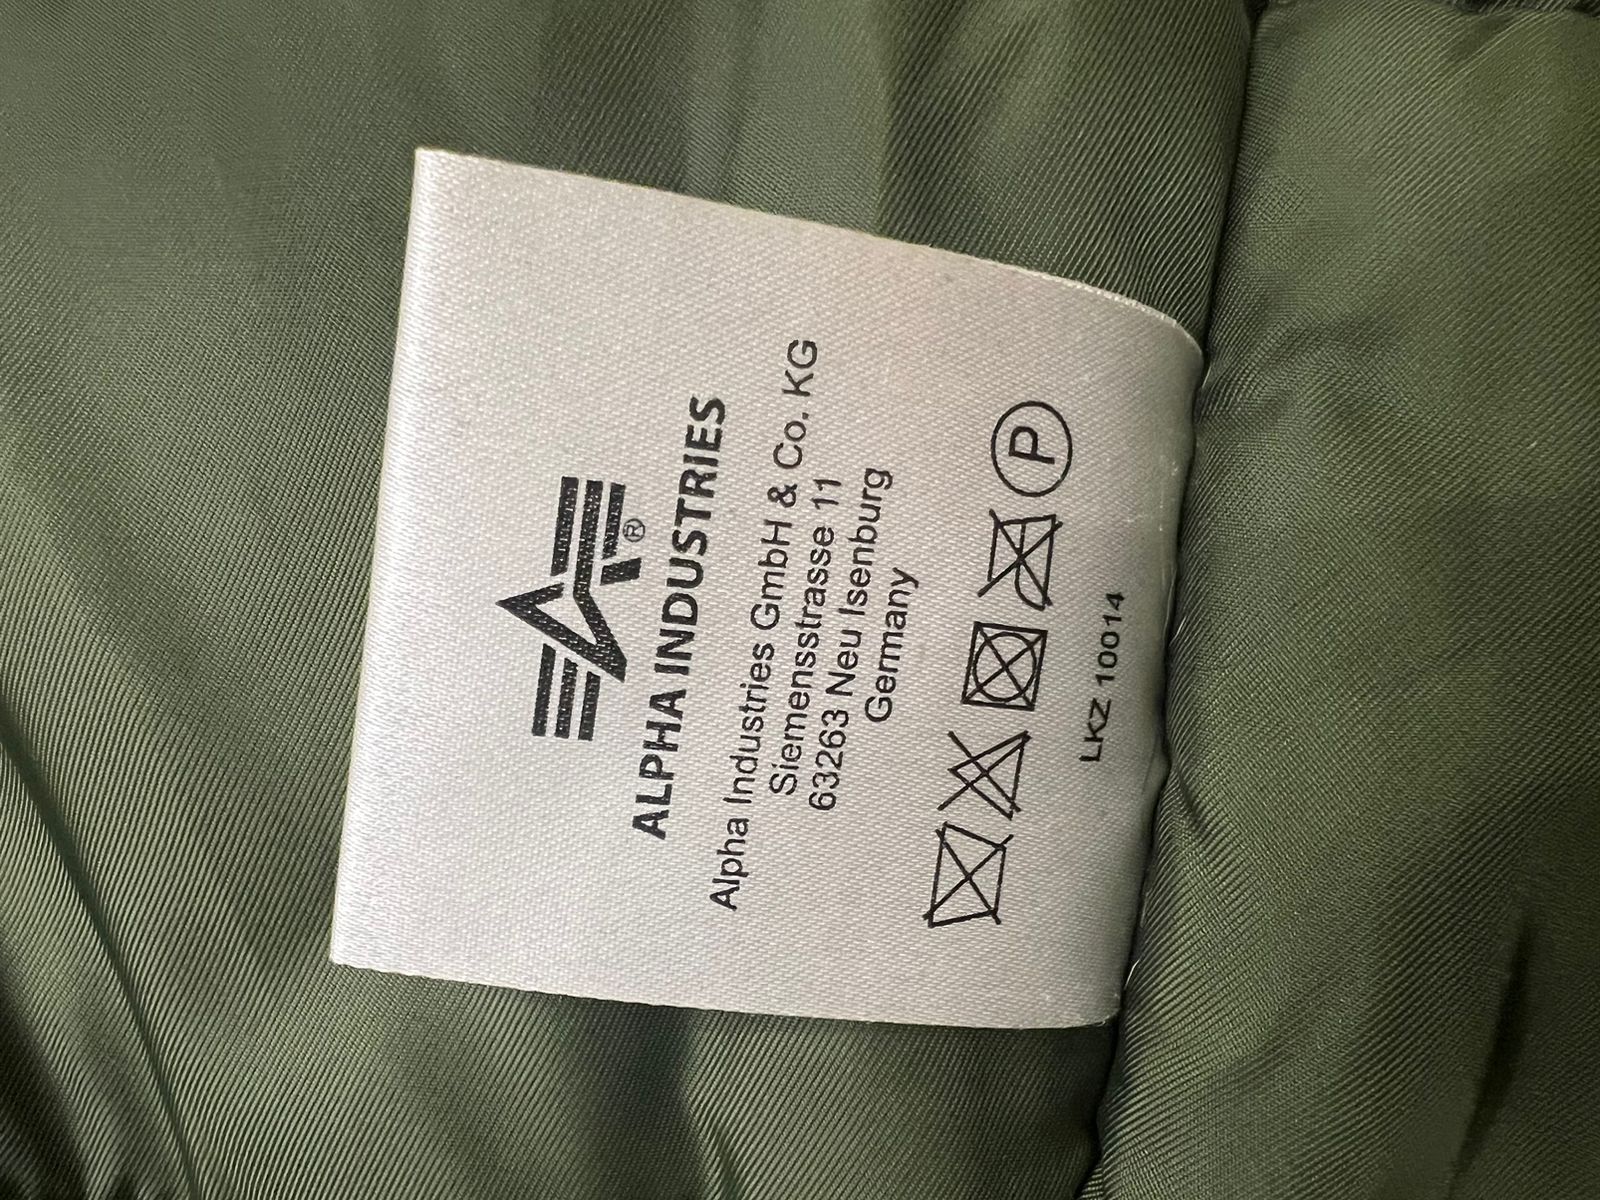 ®
ALPHA INDUSTRIES
Alpha Industries GmbH & Co. KG
Siemensstrasse 11
63263 Neu Isenburg
Germany
P
LKZ 10014